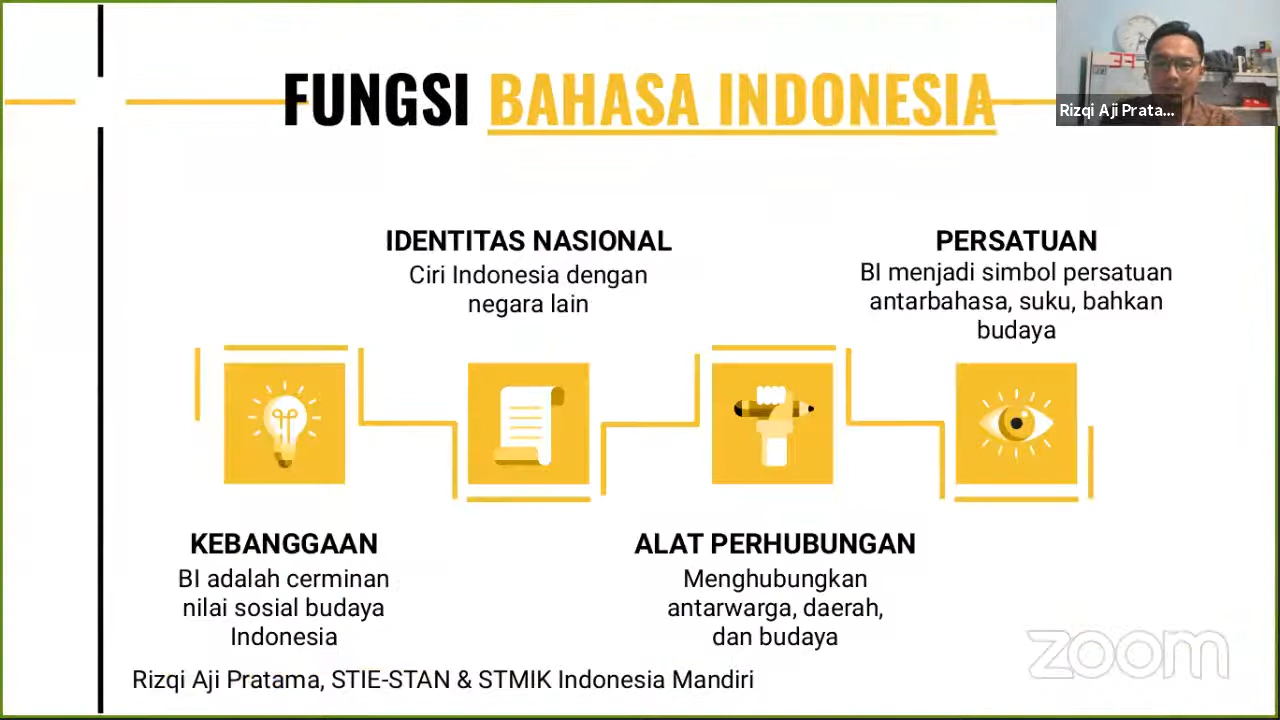 FUNGSI BAHASA INDONESIA
Rizqi Aji Prata...
IDENTITAS NASIONAL
Ciri Indonesia dengan
negara lain
PERSATUAN
BI menjadi simbol persatuan
antarbahasa, suku, bahkan
budaya
KEBANGGAAN
BI adalah cerminan
nilai sosial budaya
Indonesia
ALAT PERHUBUNGAN
Menghubungkan
antarwarga, daerah,
dan budaya
Rizqi Aji Pratama, STIE-STAN & STMIK Indonesia Mandiri
zoom